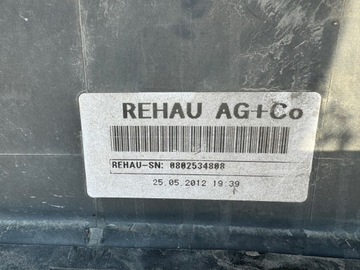 REHAU AG+Co
REHAU-SN: 0802534808
25.05.2012 19:39